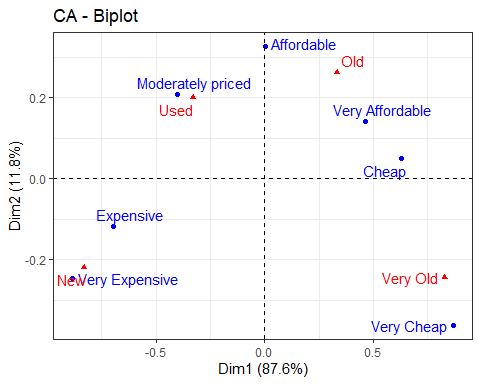 CA - Biplot
Affordable
Old
Moderately priced
Used
Very Affordable
Cheap
Expensive
New
Very Expensive
Very Old
Very Cheap
0.2
0.0
-0.2
-0.5
0.0
0.5
Dim2 (11.8%)
Dim1 (87.6%)